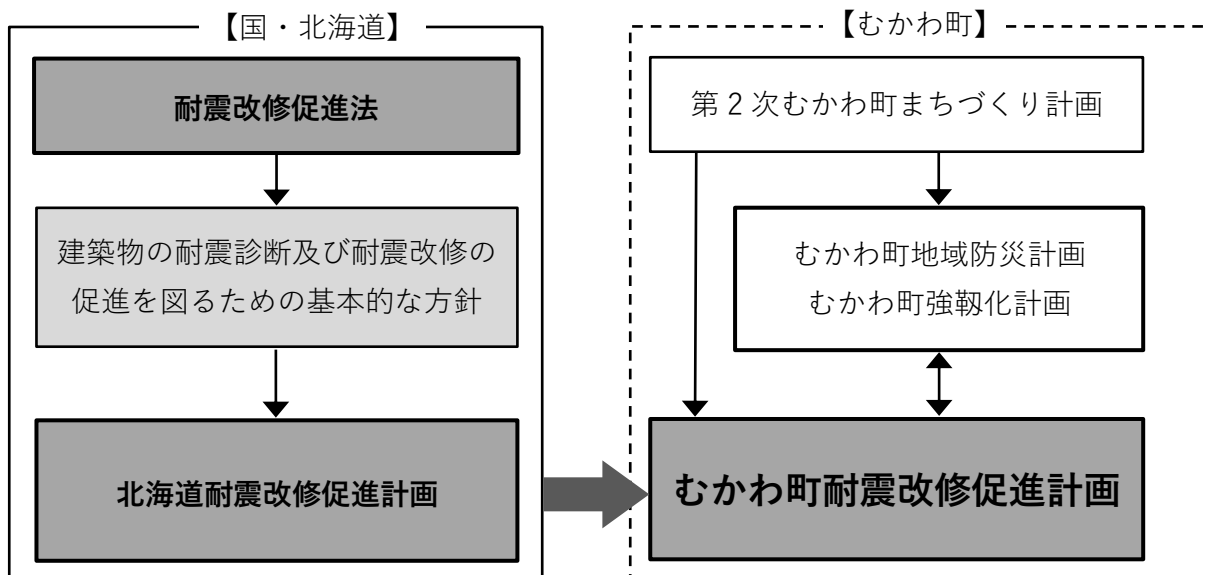 【国・北海道】
耐震改修促進法
建築物の耐震診断及び耐震改修の
促進を図るための基本的な方針
北海道耐震改修促進計画
【むかわ町】
第2次むかわ町まちづくり計画
むかわ町地域防災計画
むかわ町強靱化計画
むかわ町耐震改修促進計画